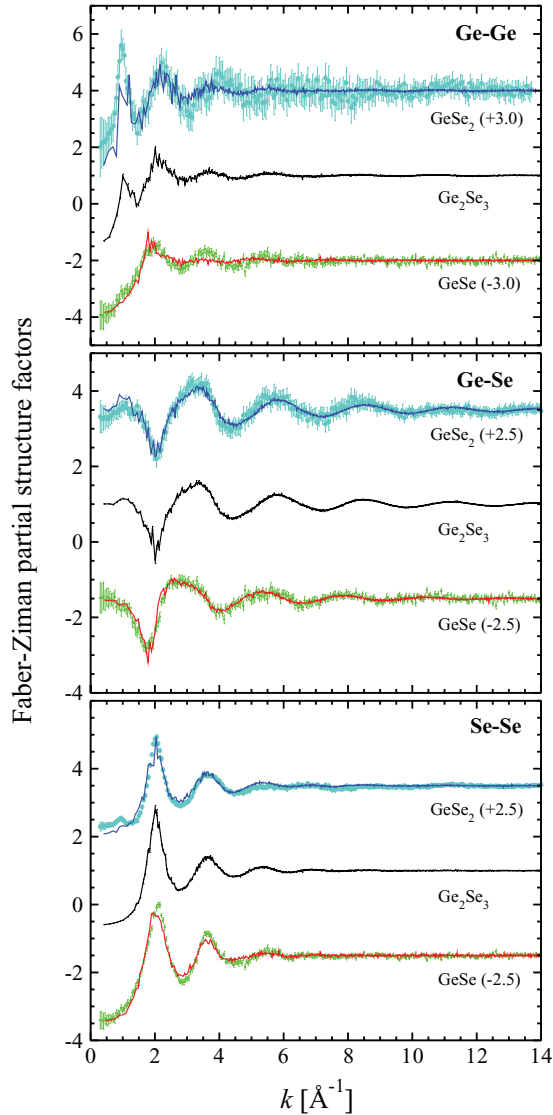 Faber-Ziman partial structure factors
6
4
2
0
-2
-4
Ge-Ge
GeSe₂ (+3.0)
Ge₂Se₃
GeSe (-3.0)
4
2
0
-2
-4
Ge-Se
GeSe₂ (+2.5)
Ge₂Se₃
GeSe (-2.5)
4
2
0
-2
-4
Se-Se
GeSe₂ (+2.5)
Ge₂Se₃
GeSe (-2.5)
0 2 4 6 8 10 12 14
k [Å⁻¹]